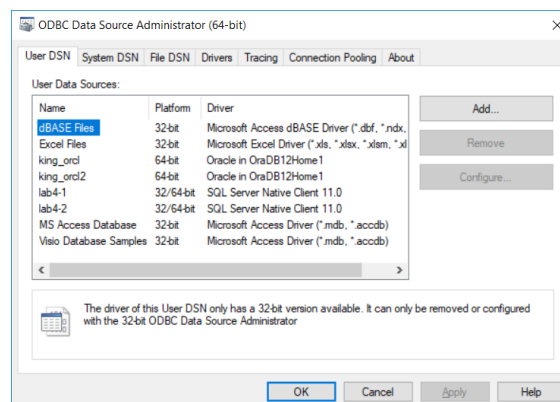 ODBC Data Source Administrator (64-bit)
User DSN System DSN File DSN Drivers Tracing Connection Pooling About
User Data Sources:
Name Platform Driver
dBASE Files 32-bit Microsoft Access dBASE Driver (*.dbf, *.ndx,
Excel Files 32-bit Microsoft Excel Driver (*.xls, *.xlsx, *.xlsm, *.xl
king_orcl 64-bit Oracle in OraDB12Home1
king_orcl2 64-bit Oracle in OraDB12Home1
lab4-1 32/64-bit SQL Server Native Client 11.0
lab4-2 32/64-bit SQL Server Native Client 11.0
MS Access Database 32-bit Microsoft Access Driver (*.mdb, *.accdb)
Visio Database Samples 32-bit Microsoft Access Driver (*.mdb, *.accdb)
Add...
Remove
Configure...
The driver of this User DSN only has a 32-bit version available. It can only be removed or configured
with the 32-bit ODBC Data Source Administrator
OK Cancel Apply Help